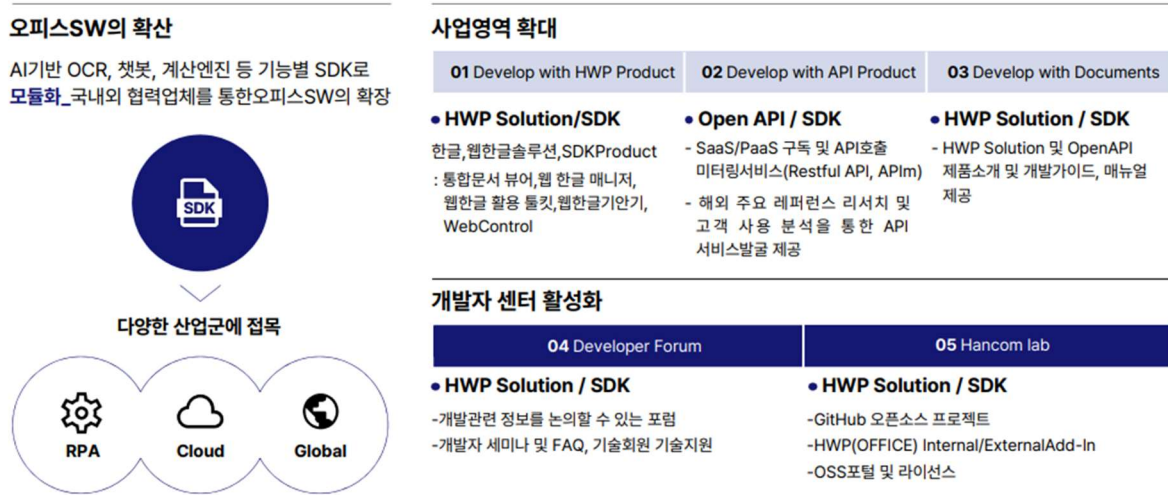 오피스SW의 확산
AI기반 OCR, 챗봇, 계산엔진 등 기능별 SDK로
모듈화_국내외 협력업체를 통한오피스SW의 확장
SDK
다양한 산업군에 접목
RPA
Cloud
Global
사업영역 확대
01 Develop with HWP Product
02 Develop with API Product
03 Develop with Documents
• HWP Solution/SDK
한글,웹한글솔루션,SDKProduct
: 통합문서 뷰어,웹 한글 매니저,
웹한글 활용 툴킷,웹한글기안기,
WebControl
• Open API / SDK
- SaaS/PaaS 구독 및 API호출
미터링서비스(Restful API, APIm)
- 해외 주요 레퍼런스 리서치 및
고객 사용 분석을 통한 API
서비스발굴 제공
• HWP Solution / SDK
- HWP Solution 및 OpenAPI
제품소개 및 개발가이드, 매뉴얼
제공
개발자 센터 활성화
04 Developer Forum
05 Hancom lab
• HWP Solution / SDK
-개발관련 정보를 논의할 수 있는 포럼
-개발자 세미나 및 FAQ, 기술회원 기술지원
• HWP Solution / SDK
-GitHub 오픈소스 프로젝트
-HWP(OFFICE) Internal/ExternalAdd-In
-OSS포털 및 라이선스